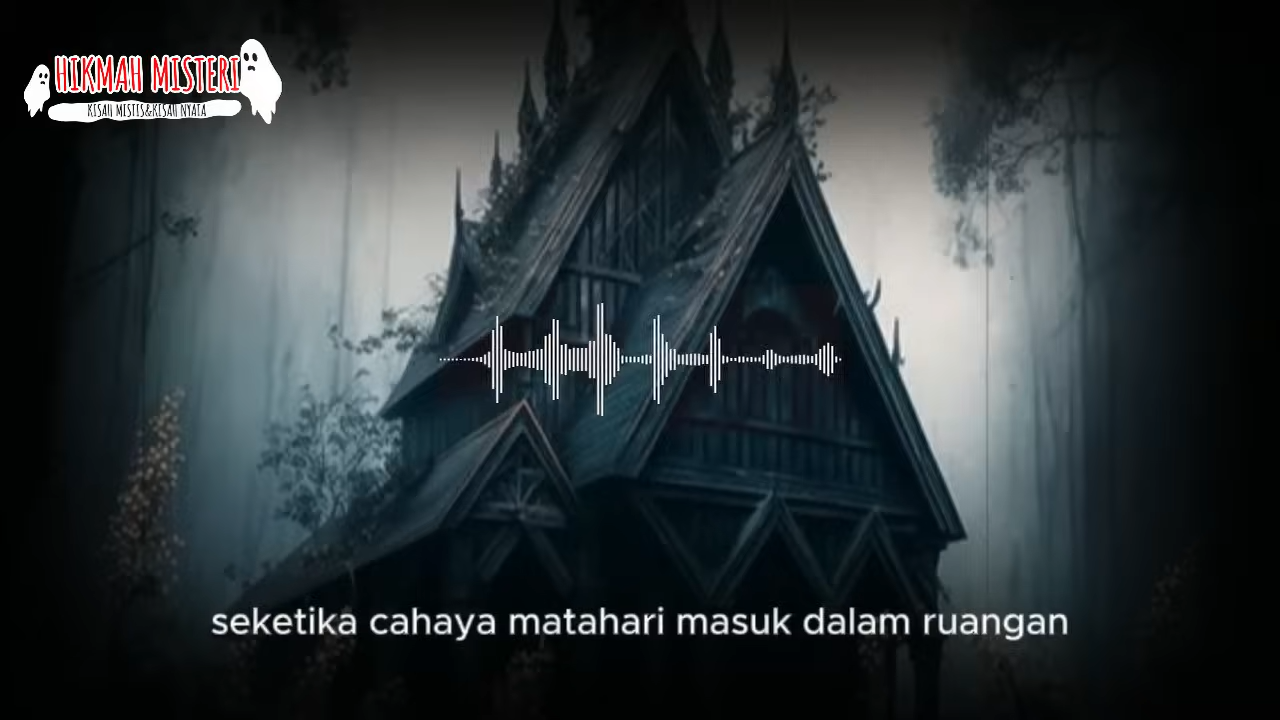 HIKMAH MISTERI
KISAH MISTIS&KISAH NYATA
seketika cahaya matahari masuk dalam ruangan